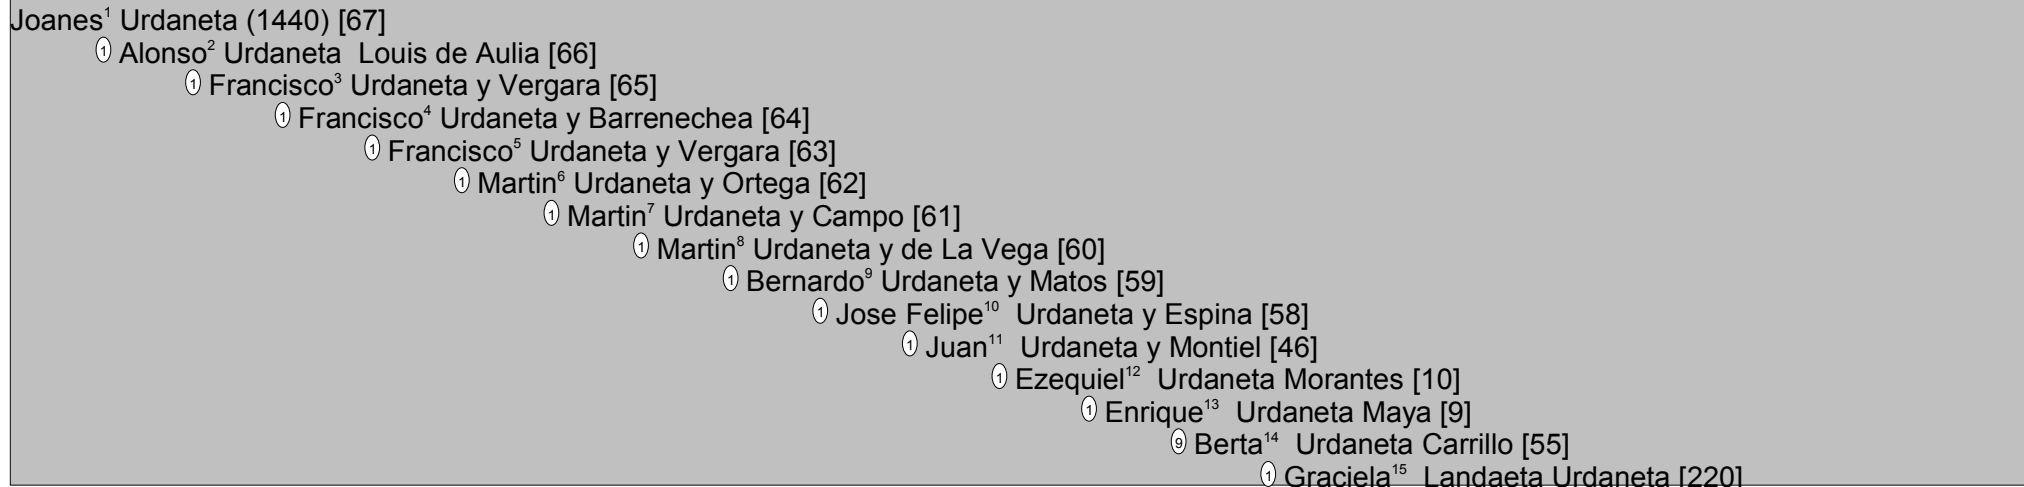 Joanes¹ Urdaneta (1440) [67]
① Alonso² Urdaneta  Louis de Aulia [66]
① Francisco³ Urdaneta y Vergara [65]
① Francisco⁴ Urdaneta y Barrenechea [64]
① Francisco⁵ Urdaneta y Vergara [63]
① Martin⁶ Urdaneta y Ortega [62]
① Martin⁷ Urdaneta y Campo [61]
① Martin⁸ Urdaneta y de La Vega [60]
① Bernardo⁹ Urdaneta y Matos [59]
① Jose Felipe¹⁰  Urdaneta y Espina [58]
① Juan¹¹  Urdaneta y Montiel [46]
① Ezequiel¹²  Urdaneta Morantes [10]
① Enrique¹³  Urdaneta Maya [9]
⑨ Berta¹⁴  Urdaneta Carrillo [55]
① Graciela¹⁵  Landaeta Urdaneta [220]